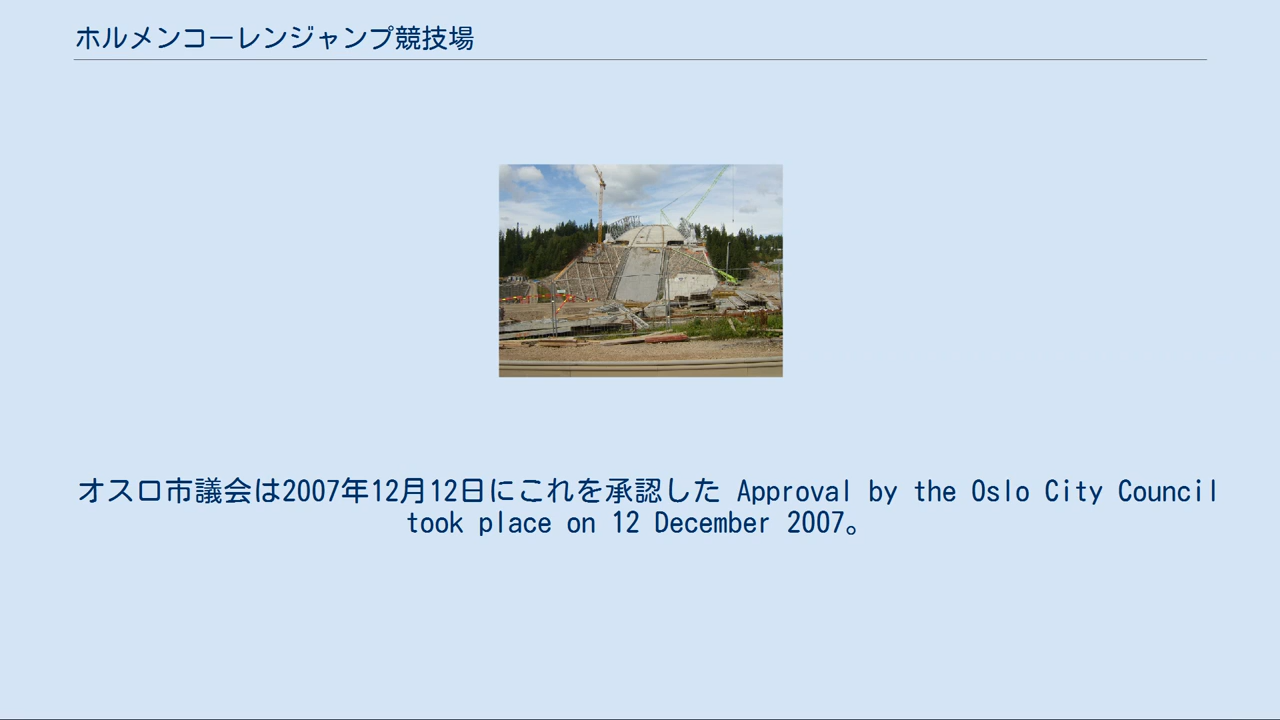 ホルメンコーレンジャンプ競技場
オスロ市議会は2007年12月12日にこれを承認した Approval by the Oslo City Council
took place on 12 December 2007。